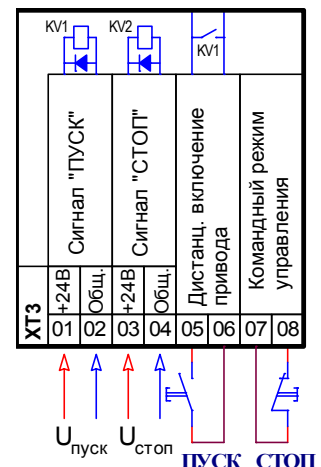 KV1
KV2
KV1
Сигнал "ПУСК"
Сигнал "СТОП"
Дистанц. включение
привода
Командный режим
управления
XT3
+24В
Общ.
+24В
Общ.
01 02 03 04 05 06 07 08
Uпуск Uстоп
ПУСК СТОП